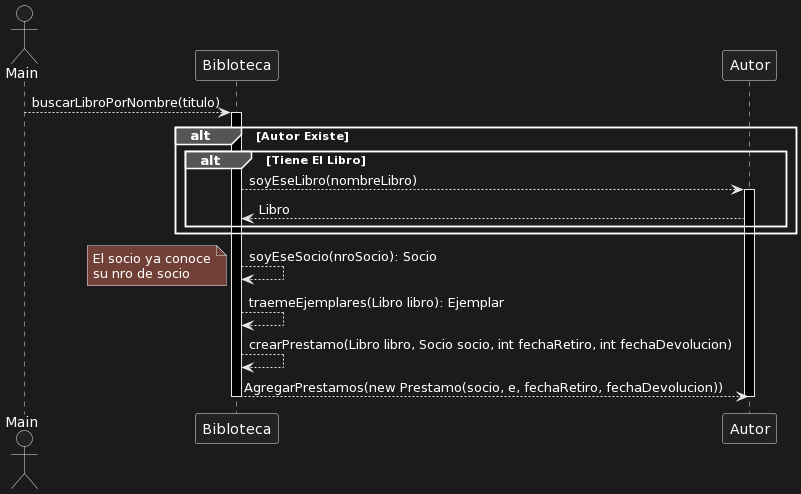 Main
Bibloteca
Autor
buscarLibroPorNombre(titulo)
alt [Autor Existe]
alt [Tiene El Libro]
soyEseLibro(nombreLibro)
Libro
soyEseSocio(nroSocio): Socio
El socio ya conoce
su nro de socio
traemeEjemplares(Libro libro): Ejemplar
crearPrestamo(Libro libro, Socio socio, int fechaRetiro, int fechaDevolucion)
AgregarPrestamos(new Prestamo(socio, e, fechaRetiro, fechaDevolucion))
Main
Bibloteca
Autor